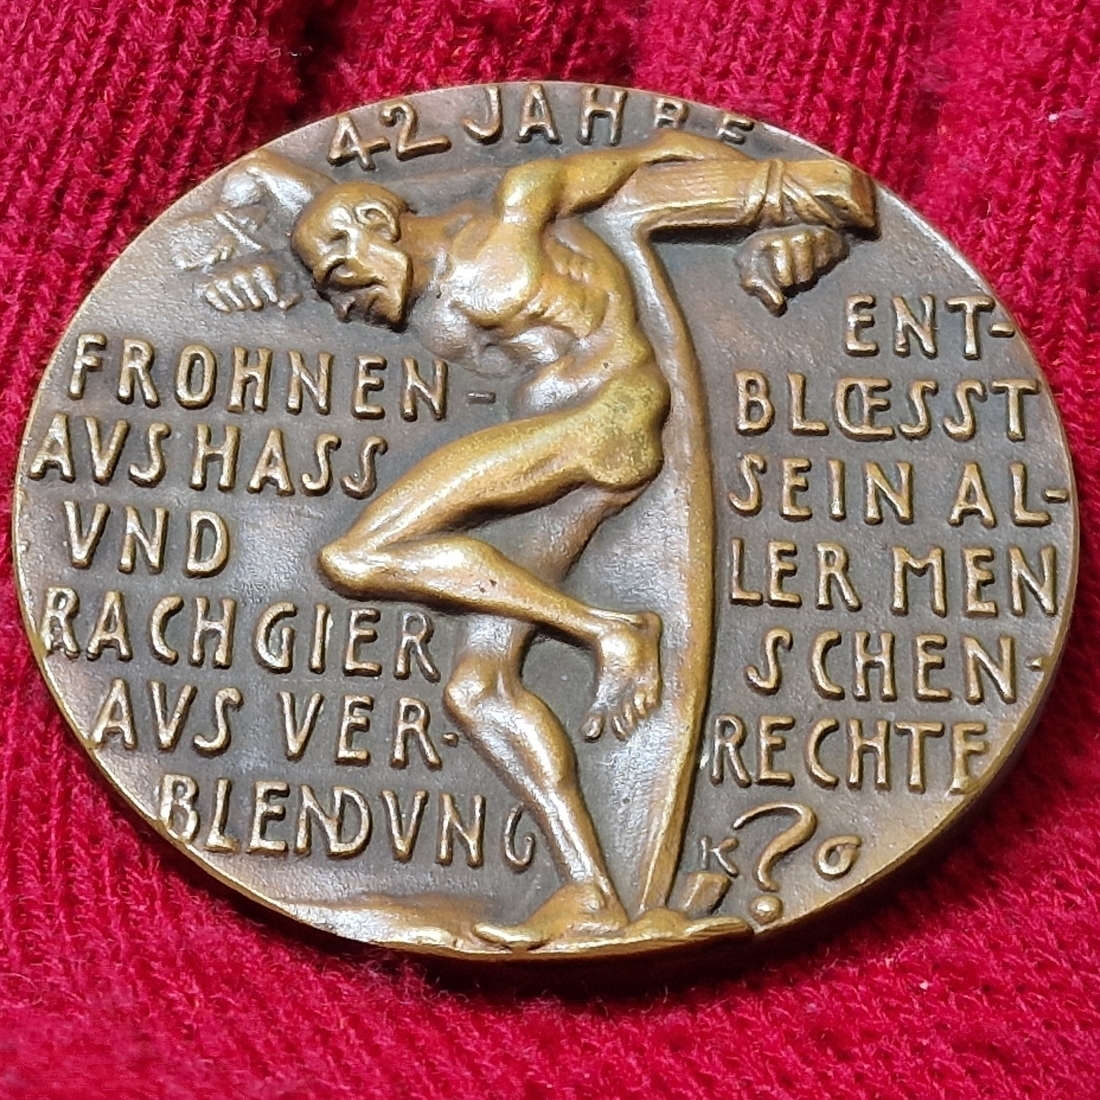 42 JAHRE
FROHNEN-
AVS HASS
VND
RACHGIER
AVS VER-
BLENDVNG
ENT-
BLŒSST
SEIN AL-
LER MEN
SCHEN-
RECHTE
K ? G